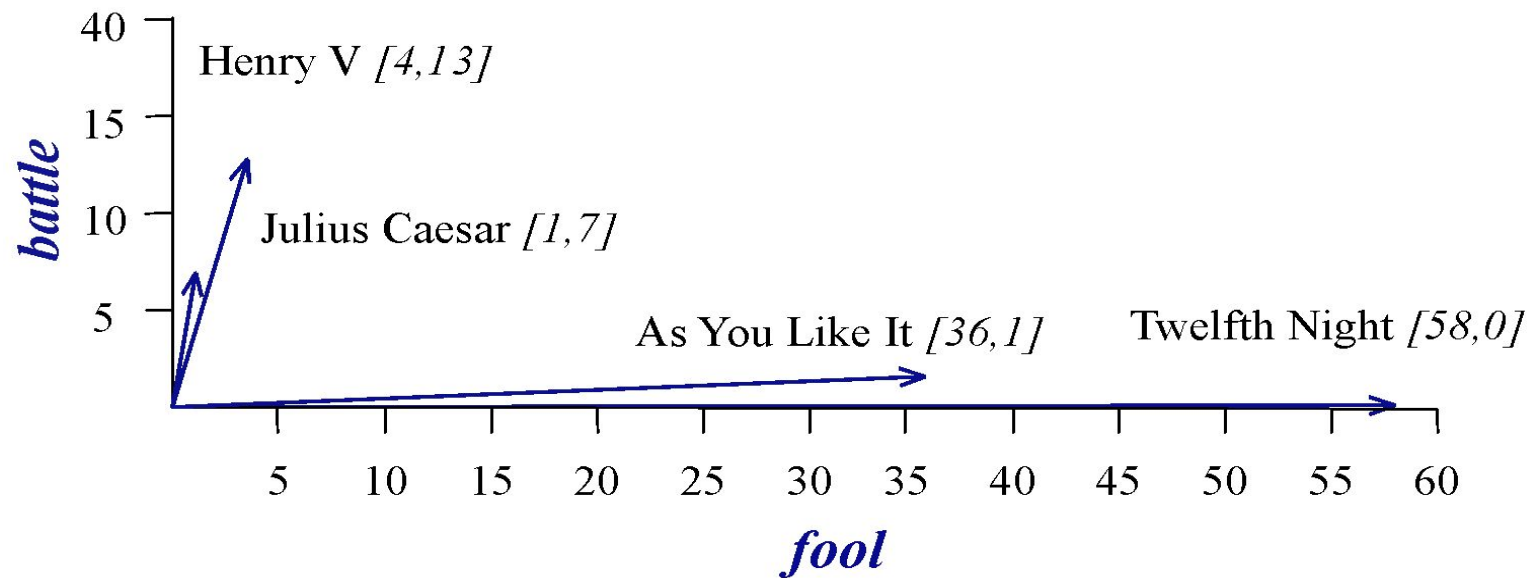 40
Henry V [4,13]
15
battle
10
Julius Caesar [1,7]
5
As You Like It [36,1]
Twelfth Night [58,0]
5 10 15 20 25 30 35 40 45 50 55 60
fool